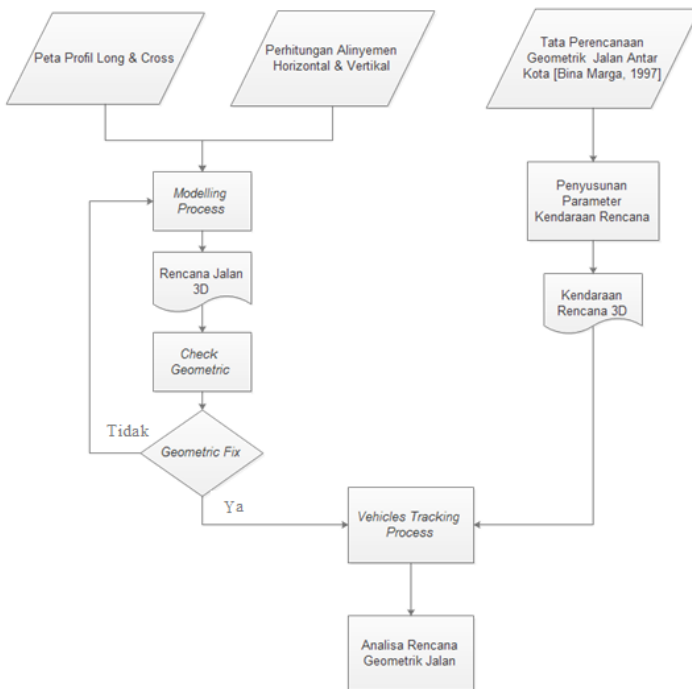 Peta Profil Long & Cross
Perhitungan Alinyemen
Horizontal & Vertikal
Tata Perencanaan
Geometrik Jalan Antar
Kota [Bina Marga, 1997]
Modelling
Process
Penyusunan
Parameter
Kendaraan Rencana
Rencana Jalan
3D
Kendaraan
Rencana 3D
Check
Geometric
Tidak
Geometric Fix
Ya
Vehicles Tracking
Process
Analisa Rencana
Geometrik Jalan